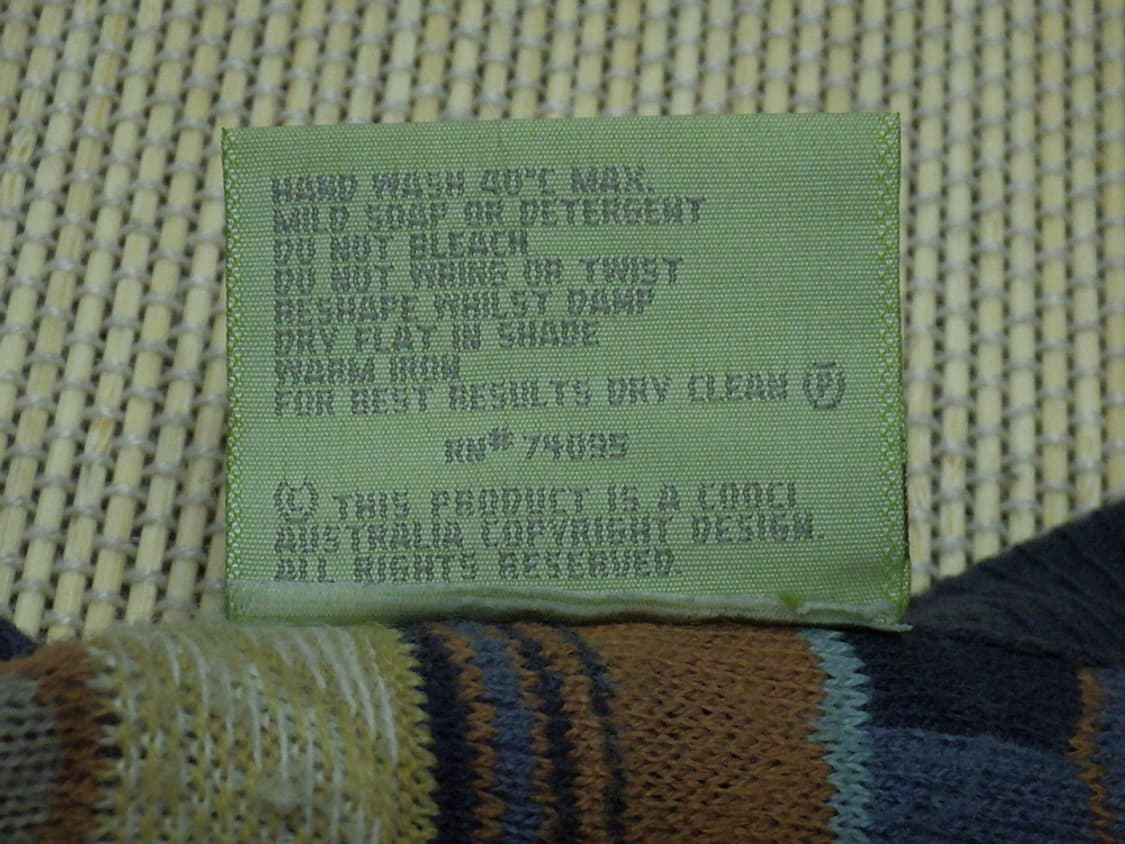 HAND WASH 40°C MAX.
MILD SOAP OR DETERGENT
DO NOT BLEACH
DO NOT WRING OR TWIST
RESHAPE WHILST DAMP
DRY FLAT IN SHADE
WARM IRON
FOR BEST RESULTS DRY CLEAN Ⓟ
RN# 74095
© THIS PRODUCT IS A COOGI
AUSTRALIA COPYRIGHT DESIGN.
ALL RIGHTS RESERVED.